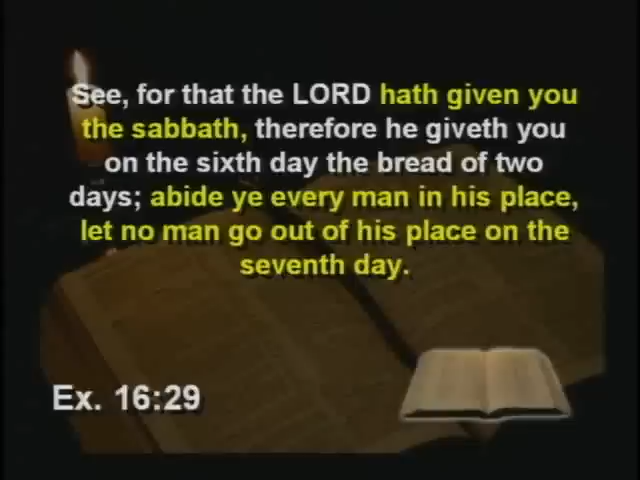 See, for that the LORD hath given you
the sabbath, therefore he giveth you
on the sixth day the bread of two
days; abide ye every man in his place,
let no man go out of his place on the
seventh day.
Ex. 16:29